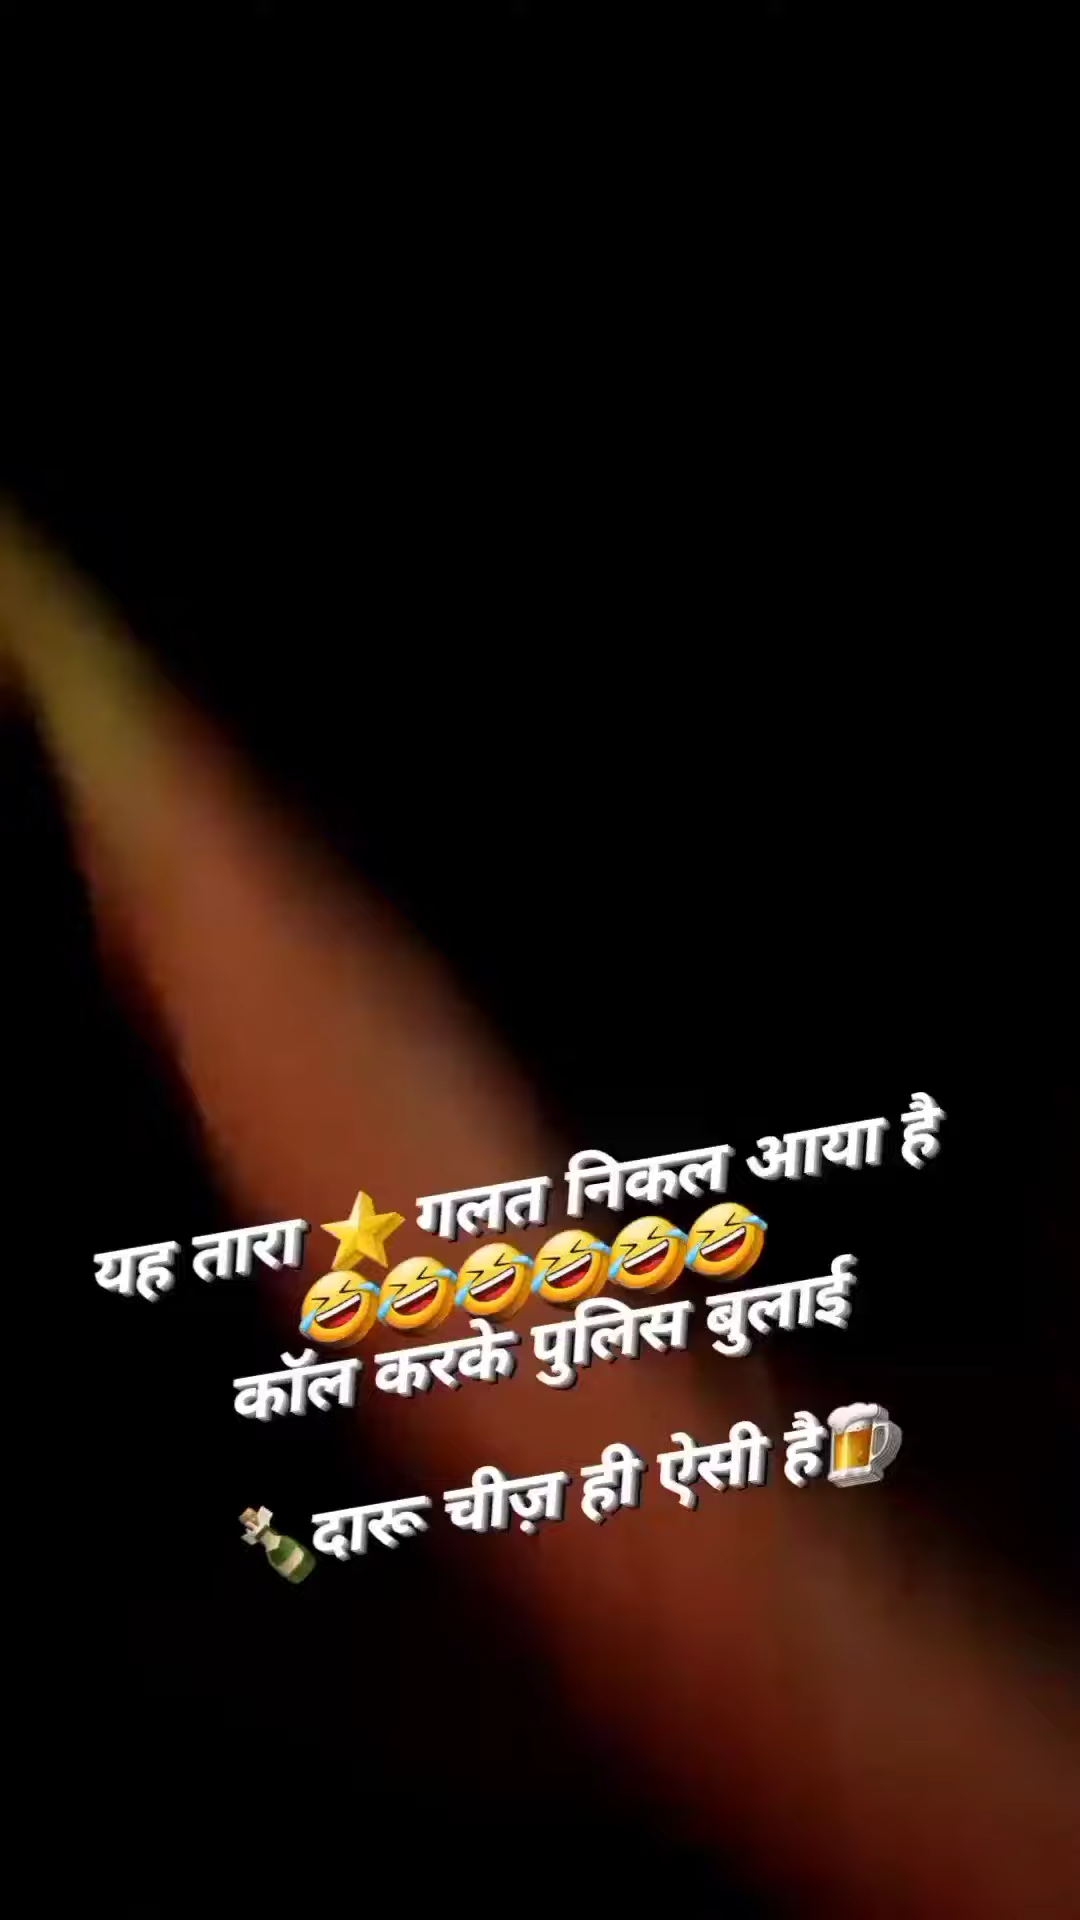 यह तारा ⭐ गलत निकल आया है
🤣🤣🤣🤣🤣🤣
कॉल करके पुलिस बुलाई
🍾दारू चीज़ ही ऐसी है🍺